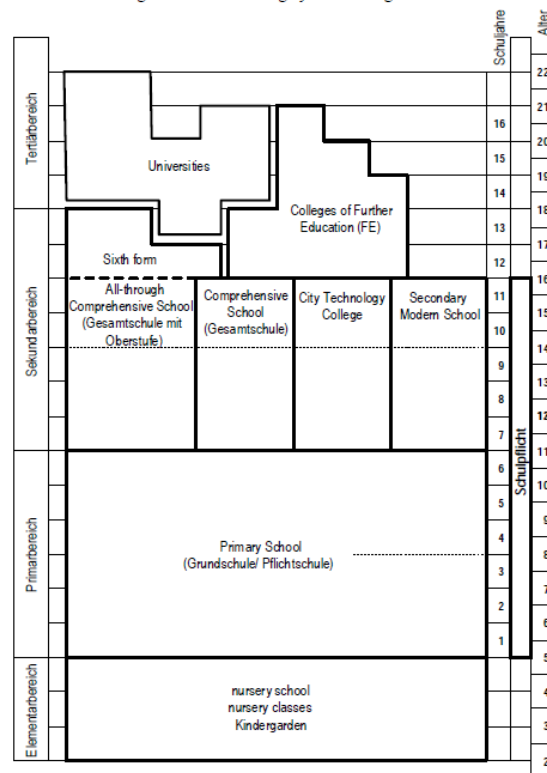 Schuljahre
Alter
Tertiärbereich
Sekundarbereich
Primarbereich
Elementarbereich
Universities
Colleges of Further
Education (FE)
Sixth form
All-through
Comprehensive School
(Gesamtschule mit
Oberstufe)
Comprehensive
School
(Gesamtschule)
City Technology
College
Secondary
Modern School
Primary School
(Grundschule/ Pflichtschule)
nursery school
nursery classes
Kindergarden
16
15
14
13
12
11
10
9
8
7
6
5
4
3
2
1
Schulpflicht
22
21
20
19
18
17
16
15
14
13
12
11
10
9
8
7
6
5
4
3
2